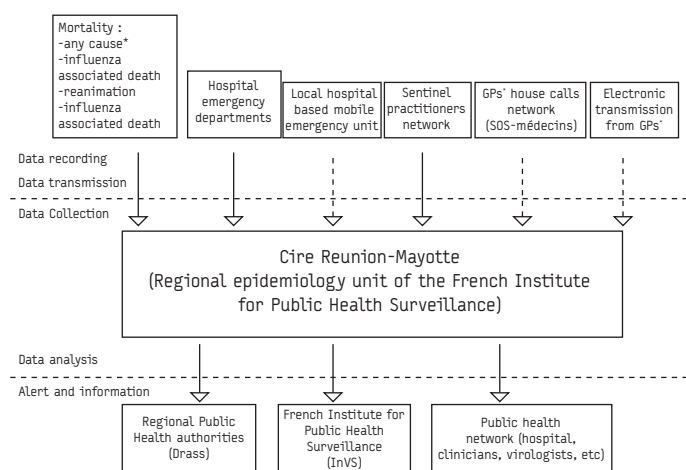 Mortality :
-any cause*
-influenza
associated death
-reanimation
-influenza
associated death
Hospital
emergency
departments
Local hospital
based mobile
emergency unit
Sentinel
practitioners
network
GPs* house calls
network
(SOS-médecins)
Electronic
transmission
from GPs*
Data recording
Data transmission
Data Collection
Cire Reunion-Mayotte
(Regional epidemiology unit of the French Institute
for Public Health Surveillance)
Data analysis
Alert and information
Regional Public
Health authorities
(Drass)
French Institute for
Public Health
Surveillance
(InVS)
Public health
network (hospital,
clinicians, virologists, etc)